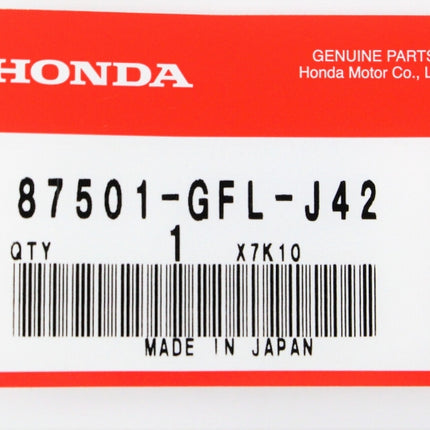 HONDA
GENUINE PARTS
Honda Motor Co., L
87501-GFL-J42
QTY 1 X7K10
MADE IN JAPAN